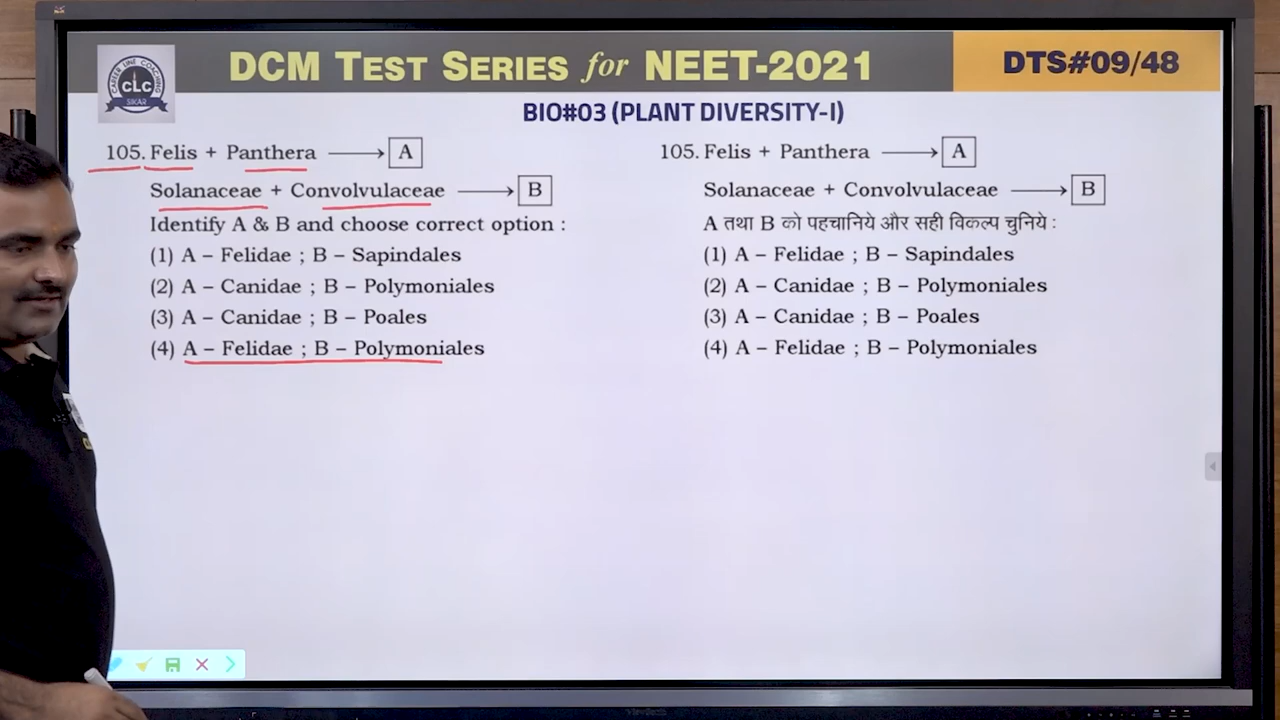 CAREER LINE COACHING
CLC
SIKAR
DCM TEST SERIES for NEET-2021
DTS#09/48
BIO#03 (PLANT DIVERSITY-I)
105. Felis + Panthera ⟶ A
Solanaceae + Convolvulaceae ⟶ B
Identify A & B and choose correct option :
(1) A – Felidae ; B – Sapindales
(2) A – Canidae ; B – Polymoniales
(3) A – Canidae ; B – Poales
(4) A – Felidae ; B – Polymoniales
105. Felis + Panthera ⟶ A
Solanaceae + Convolvulaceae ⟶ B
A तथा B को पहचानिये और सही विकल्प चुनिये :
(1) A – Felidae ; B – Sapindales
(2) A – Canidae ; B – Polymoniales
(3) A – Canidae ; B – Poales
(4) A – Felidae ; B – Polymoniales